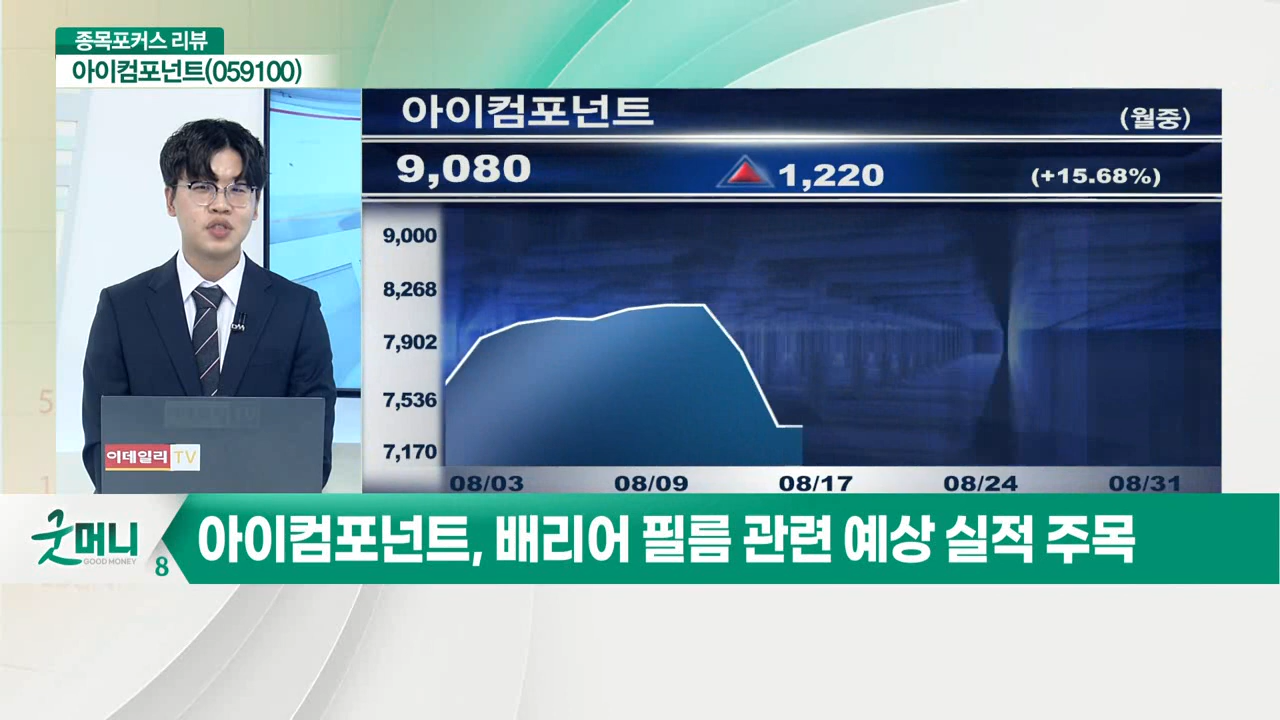 종목포커스 리뷰
아이컴포넌트(059100)
아이컴포넌트
(월중)
9,080
1,220
(+15.68%)
9,000
8,268
7,902
7,536
7,170
08/03
08/09
08/17
08/24
08/31
이데일리 TV
굿머니
GOOD MONEY
8
아이컴포넌트, 배리어 필름 관련 예상 실적 주목
5
1